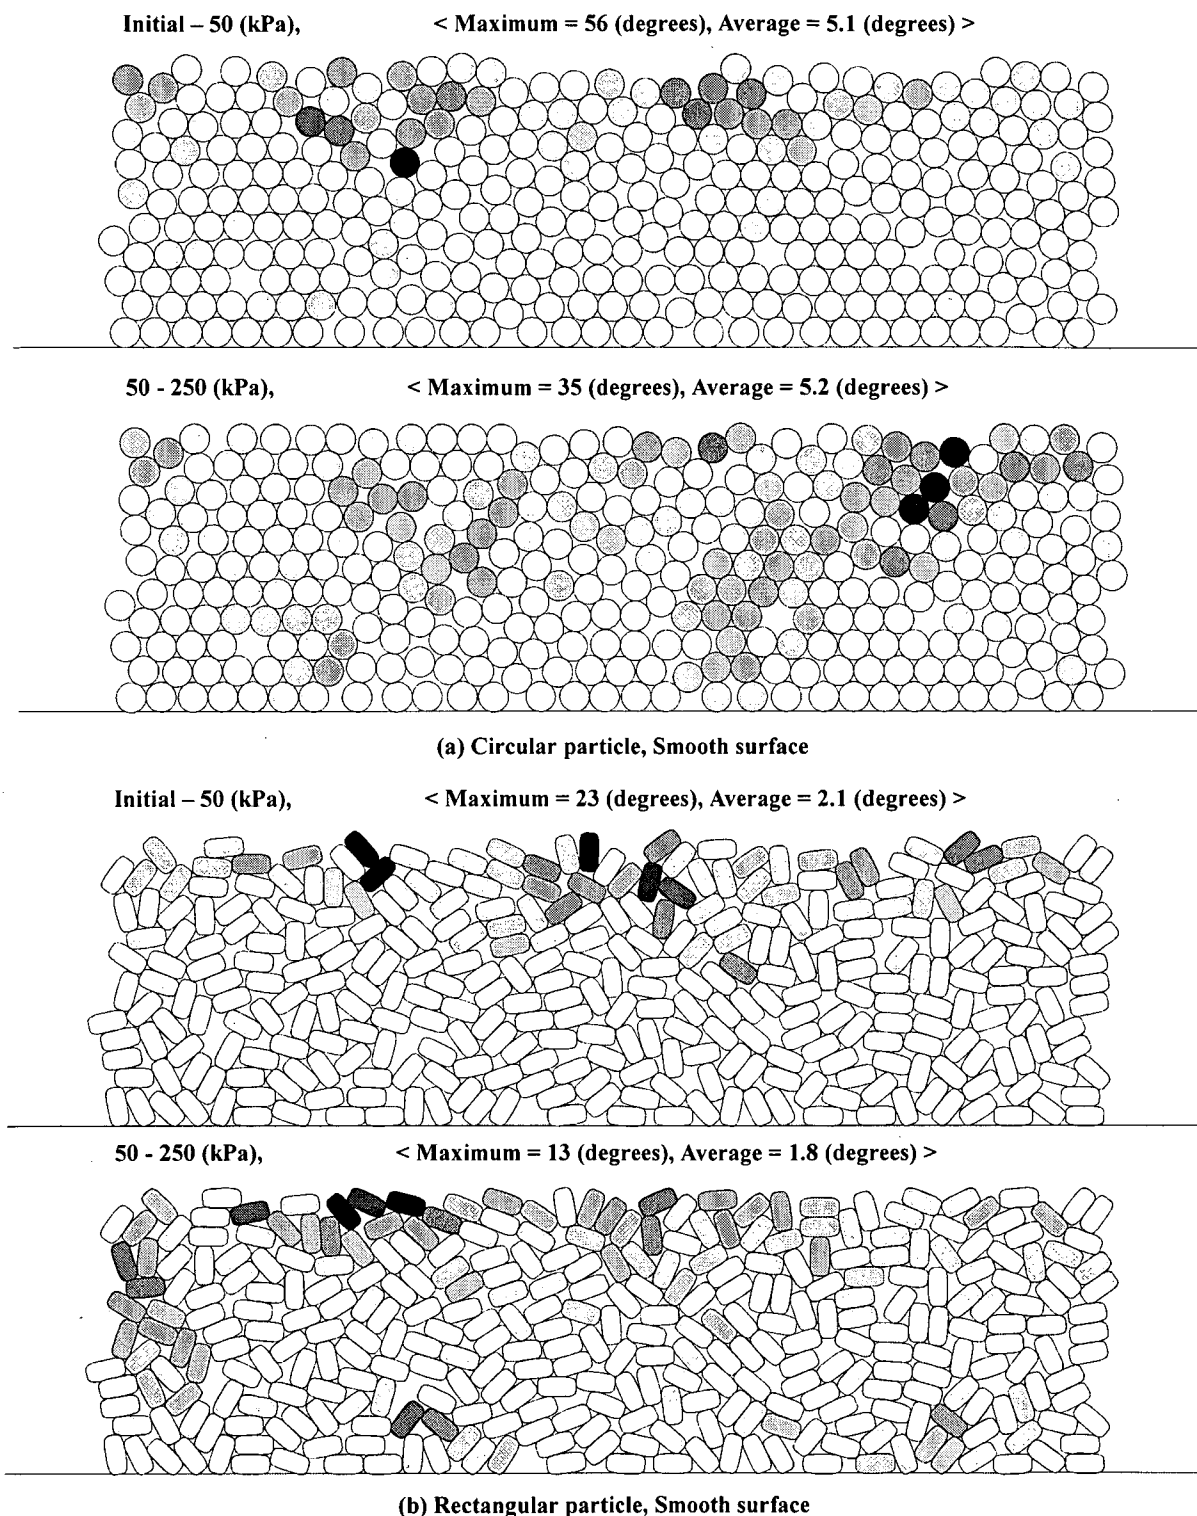 Initial – 50 (kPa), < Maximum = 56 (degrees), Average = 5.1 (degrees) >
50 - 250 (kPa), < Maximum = 35 (degrees), Average = 5.2 (degrees) >
(a) Circular particle, Smooth surface
Initial – 50 (kPa), < Maximum = 23 (degrees), Average = 2.1 (degrees) >
50 - 250 (kPa), < Maximum = 13 (degrees), Average = 1.8 (degrees) >
(b) Rectangular particle, Smooth surface